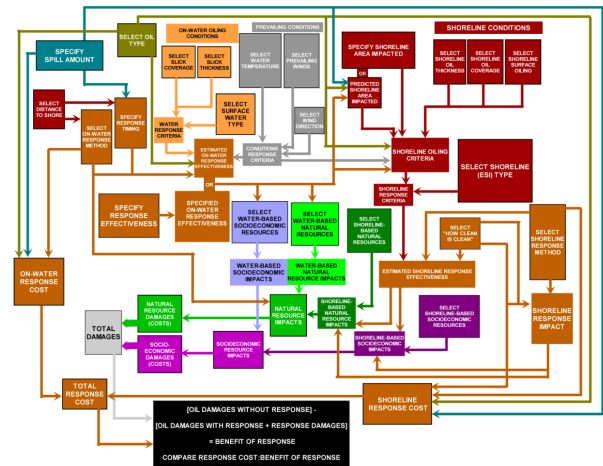 SPECIFY
SPILL AMOUNT
SELECT OIL
TYPE
ON-WATER OILING
CONDITIONS
SELECT
SLICK
COVERAGE
SELECT
SLICK
THICKNESS
PREVAILING CONDITIONS
SELECT
WATER
TEMPERATURE
SELECT
PREVAILING
WINDS
SPECIFY SHORELINE
AREA IMPACTED
OR
PREDICTED
SHORELINE
AREA
IMPACTED
SHORELINE CONDITIONS
SELECT
SHORELINE
OIL
THICKNESS
SELECT
SHORELINE
OIL
COVERAGE
SELECT
SHORELINE
SURFACE
OILING
SELECT
DISTANCE
TO SHORE
SELECT
ON-WATER
RESPONSE
METHOD
SPECIFY
RESPONSE
TIMING
WATER
RESPONSE
CRITERIA
SELECT
SURFACE
WATER
TYPE
SELECT
WIND
DIRECTION
ESTIMATED
ON-WATER
RESPONSE
EFFECTIVENESS
CONDITIONS
RESPONSE
CRITERIA
SHORELINE OILING
CRITERIA
SELECT SHORELINE
(ESI) TYPE
OR
SHORELINE
RESPONSE
CRITERIA
SPECIFY
RESPONSE
EFFECTIVENESS
SPECIFIED
ON-WATER
RESPONSE
EFFECTIVENESS
SELECT
WATER-BASED
SOCIOECONOMIC
RESOURCES
SELECT
WATER-BASED
NATURAL
RESOURCES
SELECT
SHORELINE-
BASED
NATURAL
RESOURCES
SELECT
"HOW CLEAN
IS CLEAN"
SELECT
SHORELINE
RESPONSE
METHOD
ON-WATER
RESPONSE
COST
WATER-BASED
SOCIOECONOMIC
IMPACTS
WATER-BASED
NATURAL
RESOURCE IMPACTS
ESTIMATED SHORELINE RESPONSE
EFFECTIVENESS
NATURAL
RESOURCE
DAMAGES
(COSTS)
NATURAL
RESOURCE
IMPACTS
SHORELINE-
BASED
NATURAL
RESOURCE
IMPACTS
SELECT
SHORELINE-BASED
SOCIOECONOMIC
RESOURCES
SHORELINE
RESPONSE
IMPACT
TOTAL
DAMAGES
SOCIO-
ECONOMIC
DAMAGES
(COSTS)
SOCIOECONOMIC
RESOURCE
IMPACTS
SHORELINE-BASED
SOCIOECONOMIC
IMPACTS
TOTAL
RESPONSE
COST
SHORELINE
RESPONSE COST
[OIL DAMAGES WITHOUT RESPONSE] -
[OIL DAMAGES WITH RESPONSE + RESPONSE DAMAGES]
= BENEFIT OF RESPONSE
COMPARE RESPONSE COST:BENEFIT OF RESPONSE